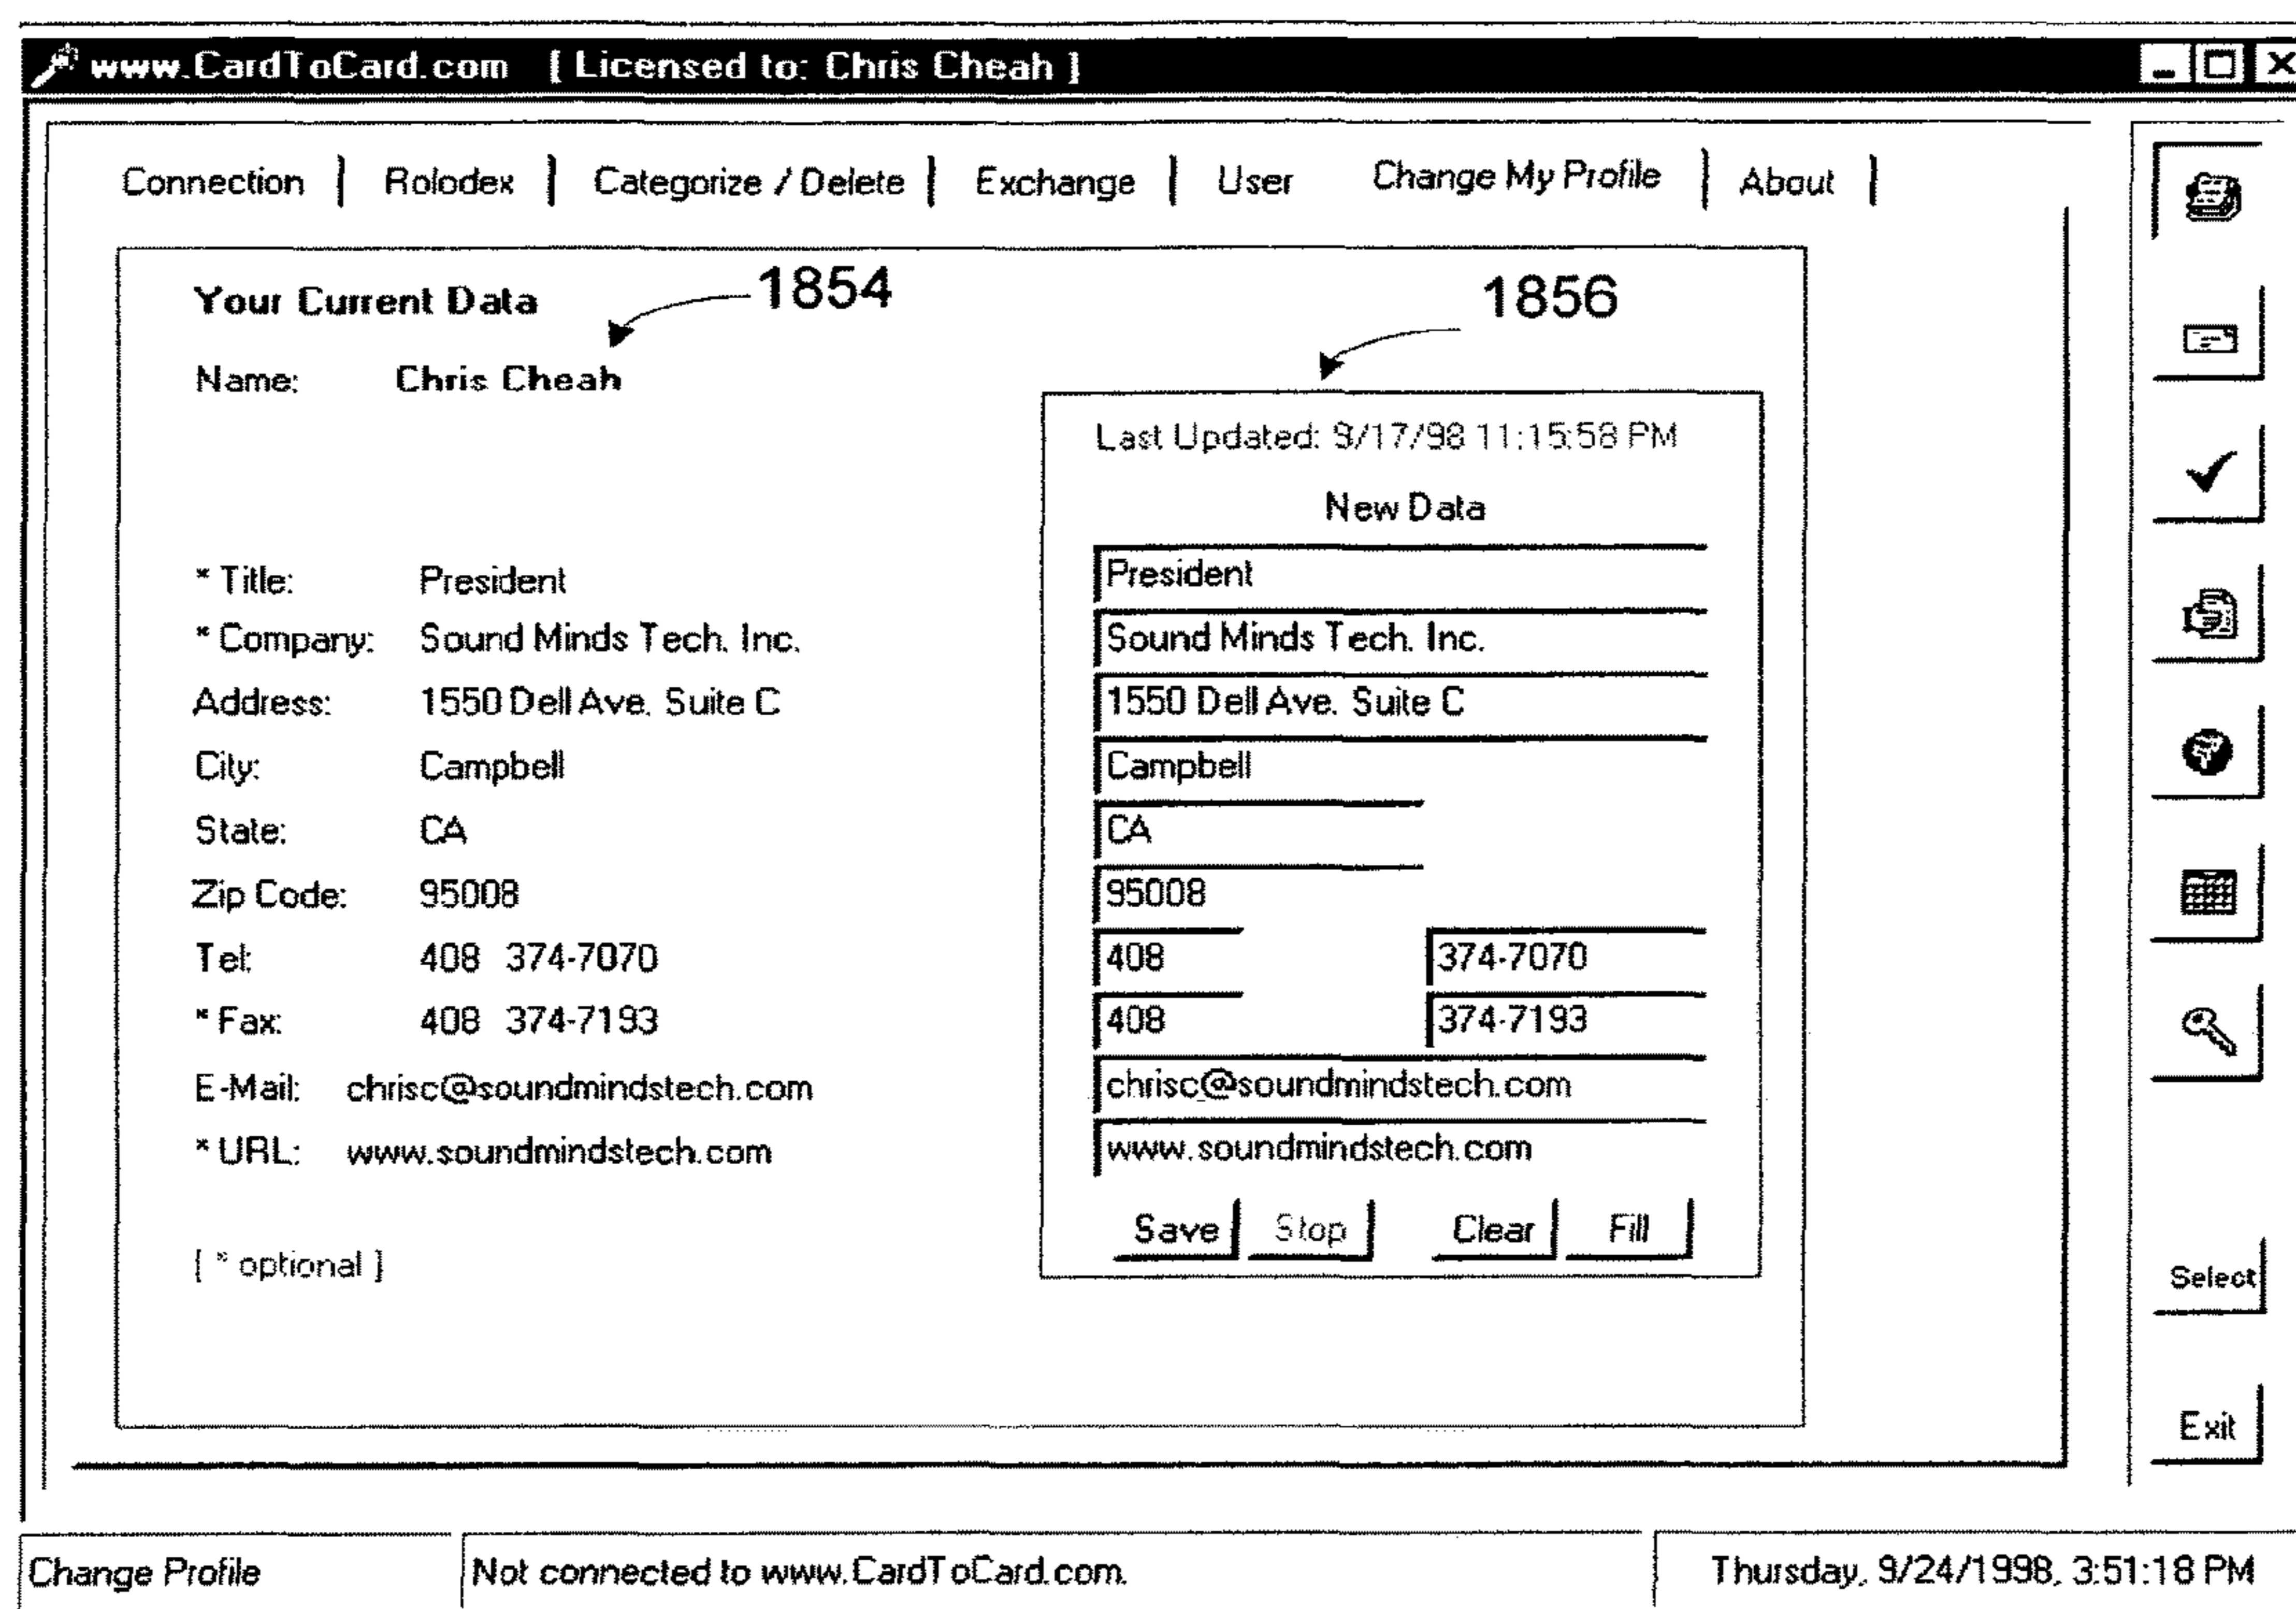 www.CardToCard.com [ Licensed to: Chris Cheah ]
Connection Rolodex Categorize / Delete Exchange User Change My Profile About
Your Current Data 1854 1856
Name: Chris Cheah
Last Updated: 9/17/98 11:15:58 PM
New Data
* Title: President President
* Company: Sound Minds Tech. Inc. Sound Minds Tech. Inc.
Address: 1550 Dell Ave. Suite C 1550 Dell Ave. Suite C
City: Campbell Campbell
State: CA CA
Zip Code: 95008 95008
Tel: 408 374-7070 408 374-7070
* Fax: 408 374-7193 408 374-7193
E-Mail: chrisc@soundmindstech.com chrisc@soundmindstech.com
* URL: www.soundmindstech.com www.soundmindstech.com
Save Stop Clear Fill
[ * optional ]
Select
Exit
Change Profile Not connected to www.CardToCard.com. Thursday, 9/24/1998, 3:51:18 PM